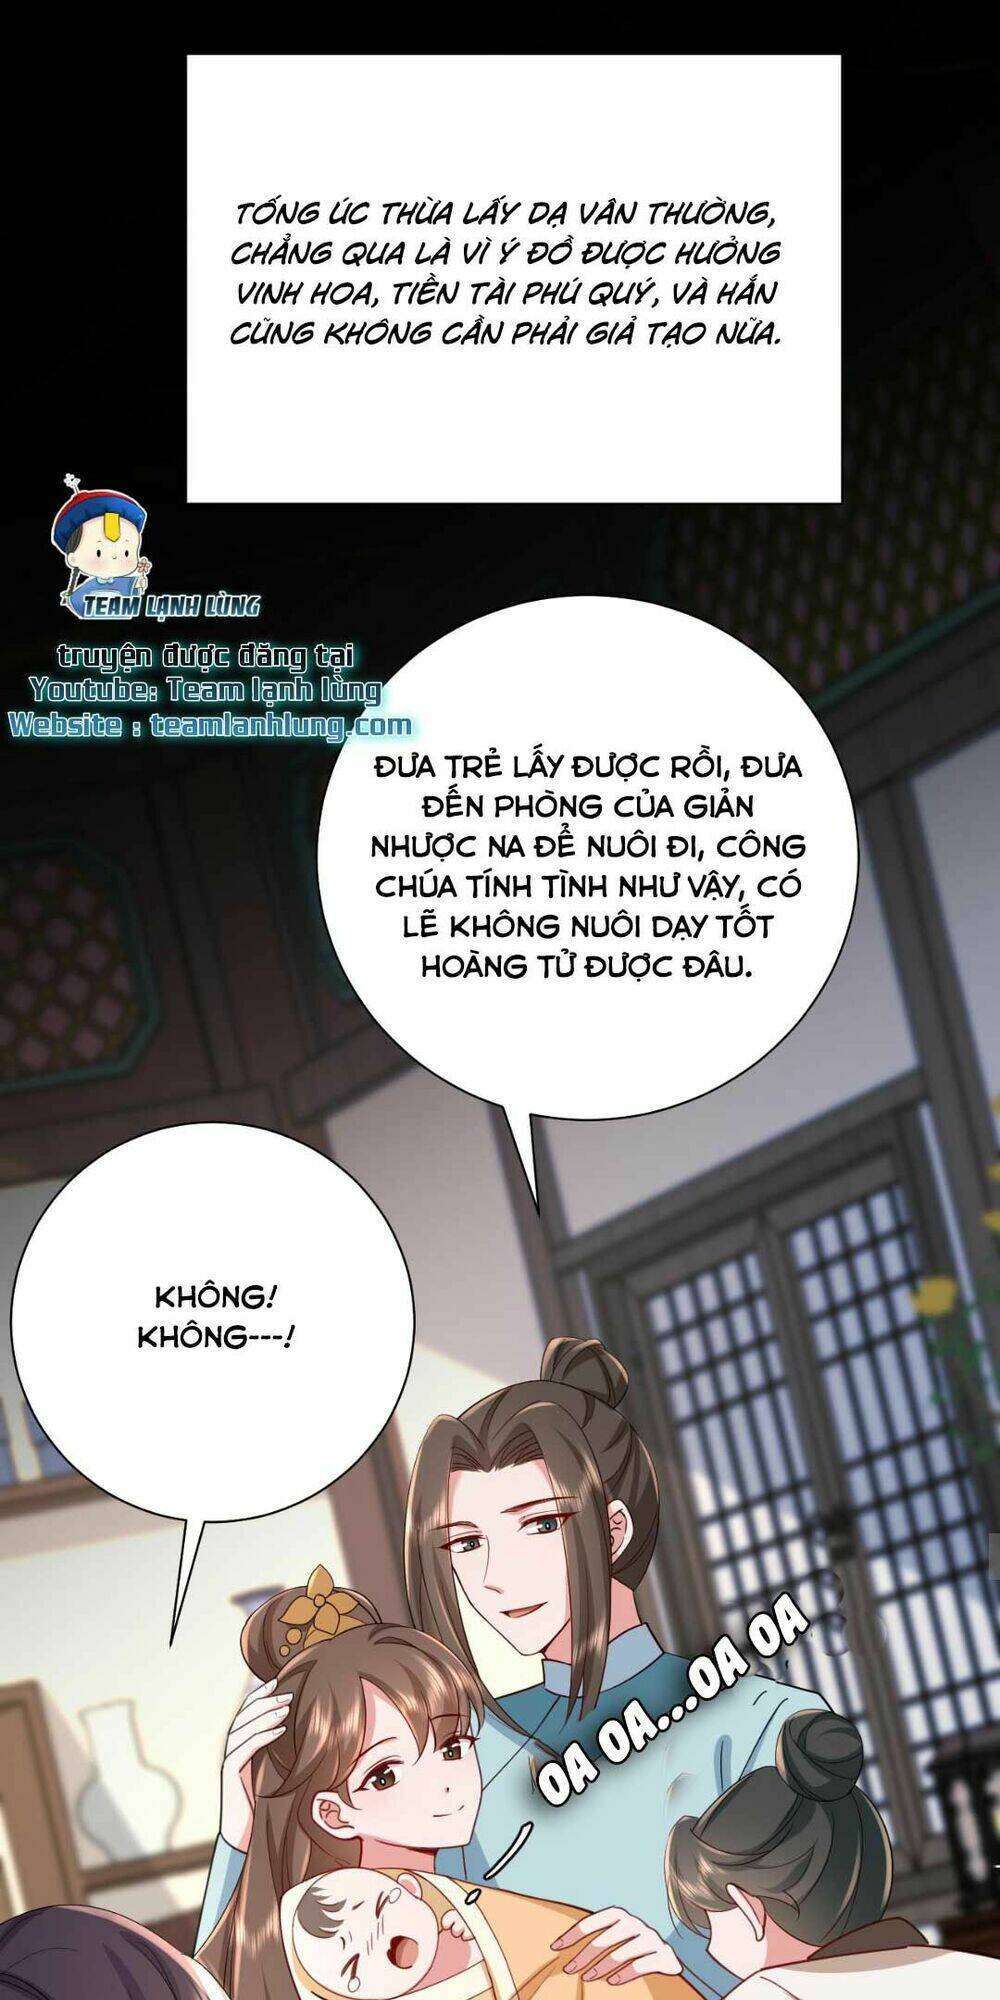 TỐNG ÚC THỪA LẤY DẠ VÂN THƯỜNG,
CHẲNG QUA LÀ VÌ Ý ĐỒ ĐƯỢC HƯỞNG
VINH HOA, TIỀN TÀI PHÚ QUÝ, VÀ HẮN
CŨNG KHÔNG CẦN PHẢI GIẢ TẠO NỮA.
TEAM LẠNH LÙNG
truyện được đăng tại
Youtube: Team lạnh lùng
Website : teamlanhlung.com
ĐƯA TRẺ LẤY ĐƯỢC RỒI, ĐƯA
ĐẾN PHÒNG CỦA GIẢN
NHƯỢC NA ĐỂ NUÔI ĐI, CÔNG
CHÚA TÍNH TÌNH NHƯ VẬY, CÓ
LẼ KHÔNG NUÔI DẠY TỐT
HOÀNG TỬ ĐƯỢC ĐÂU.
KHÔNG!
KHÔNG---!
OA OA...OA OA